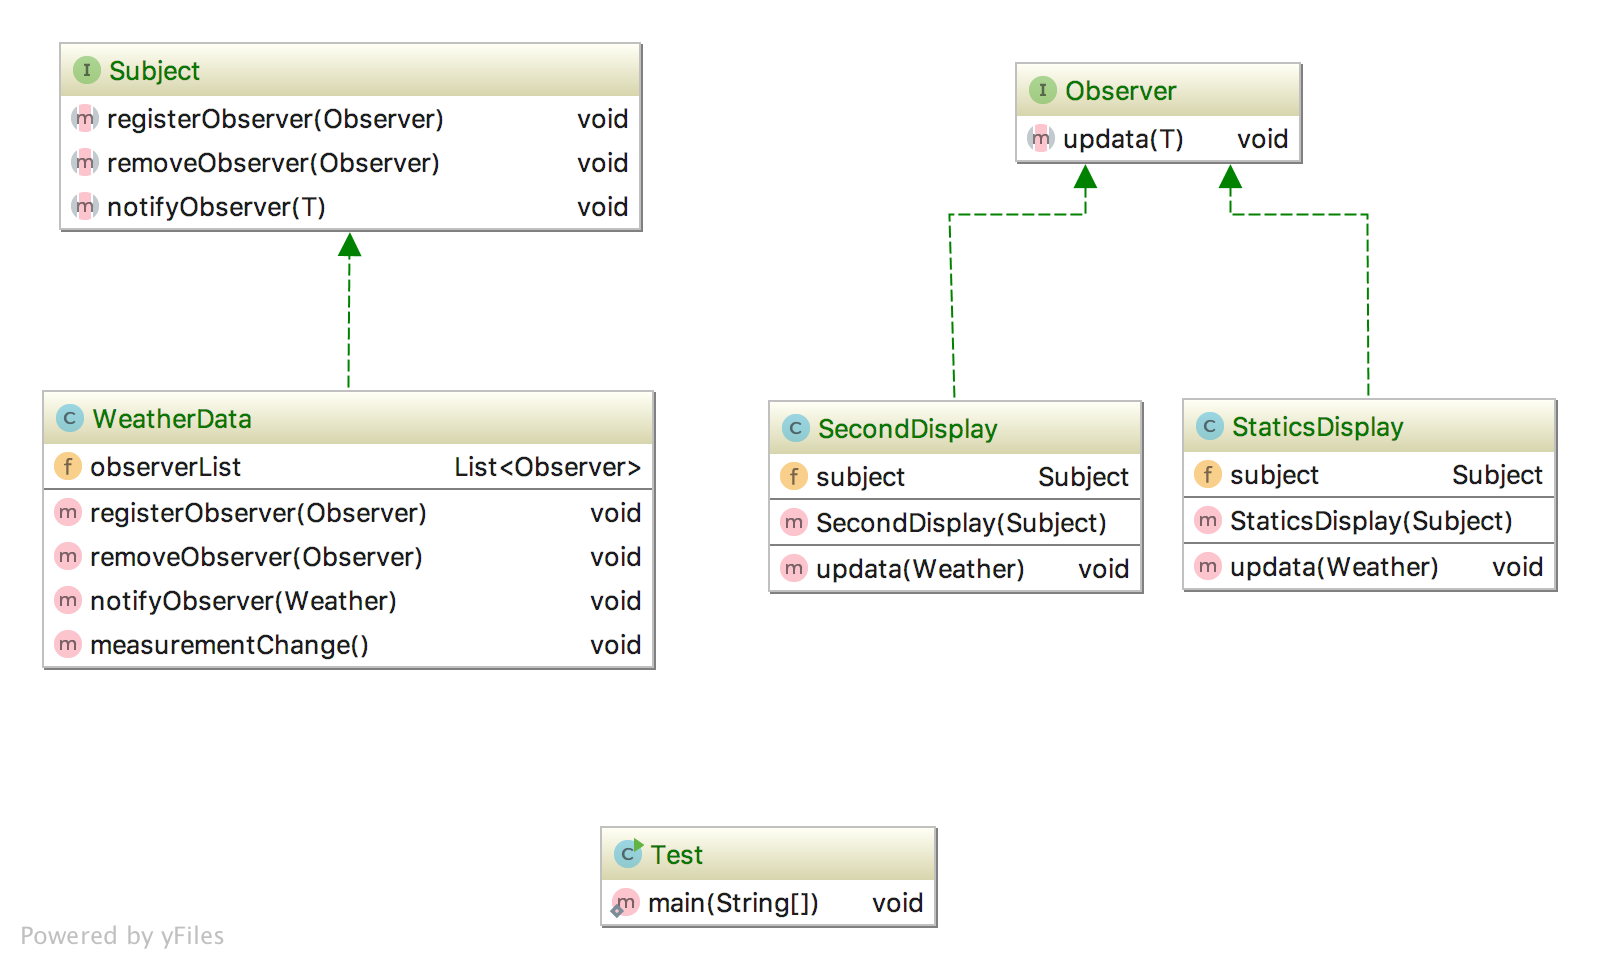 I Subject
m registerObserver(Observer) void
m removeObserver(Observer) void
m notifyObserver(T) void
I Observer
m updata(T) void
C WeatherData
f observerList List<Observer>
m registerObserver(Observer) void
m removeObserver(Observer) void
m notifyObserver(Weather) void
m measurementChange() void
C SecondDisplay
f subject Subject
m SecondDisplay(Subject)
m updata(Weather) void
C StaticsDisplay
f subject Subject
m StaticsDisplay(Subject)
m updata(Weather) void
C Test
m main(String[]) void
Powered by yFiles